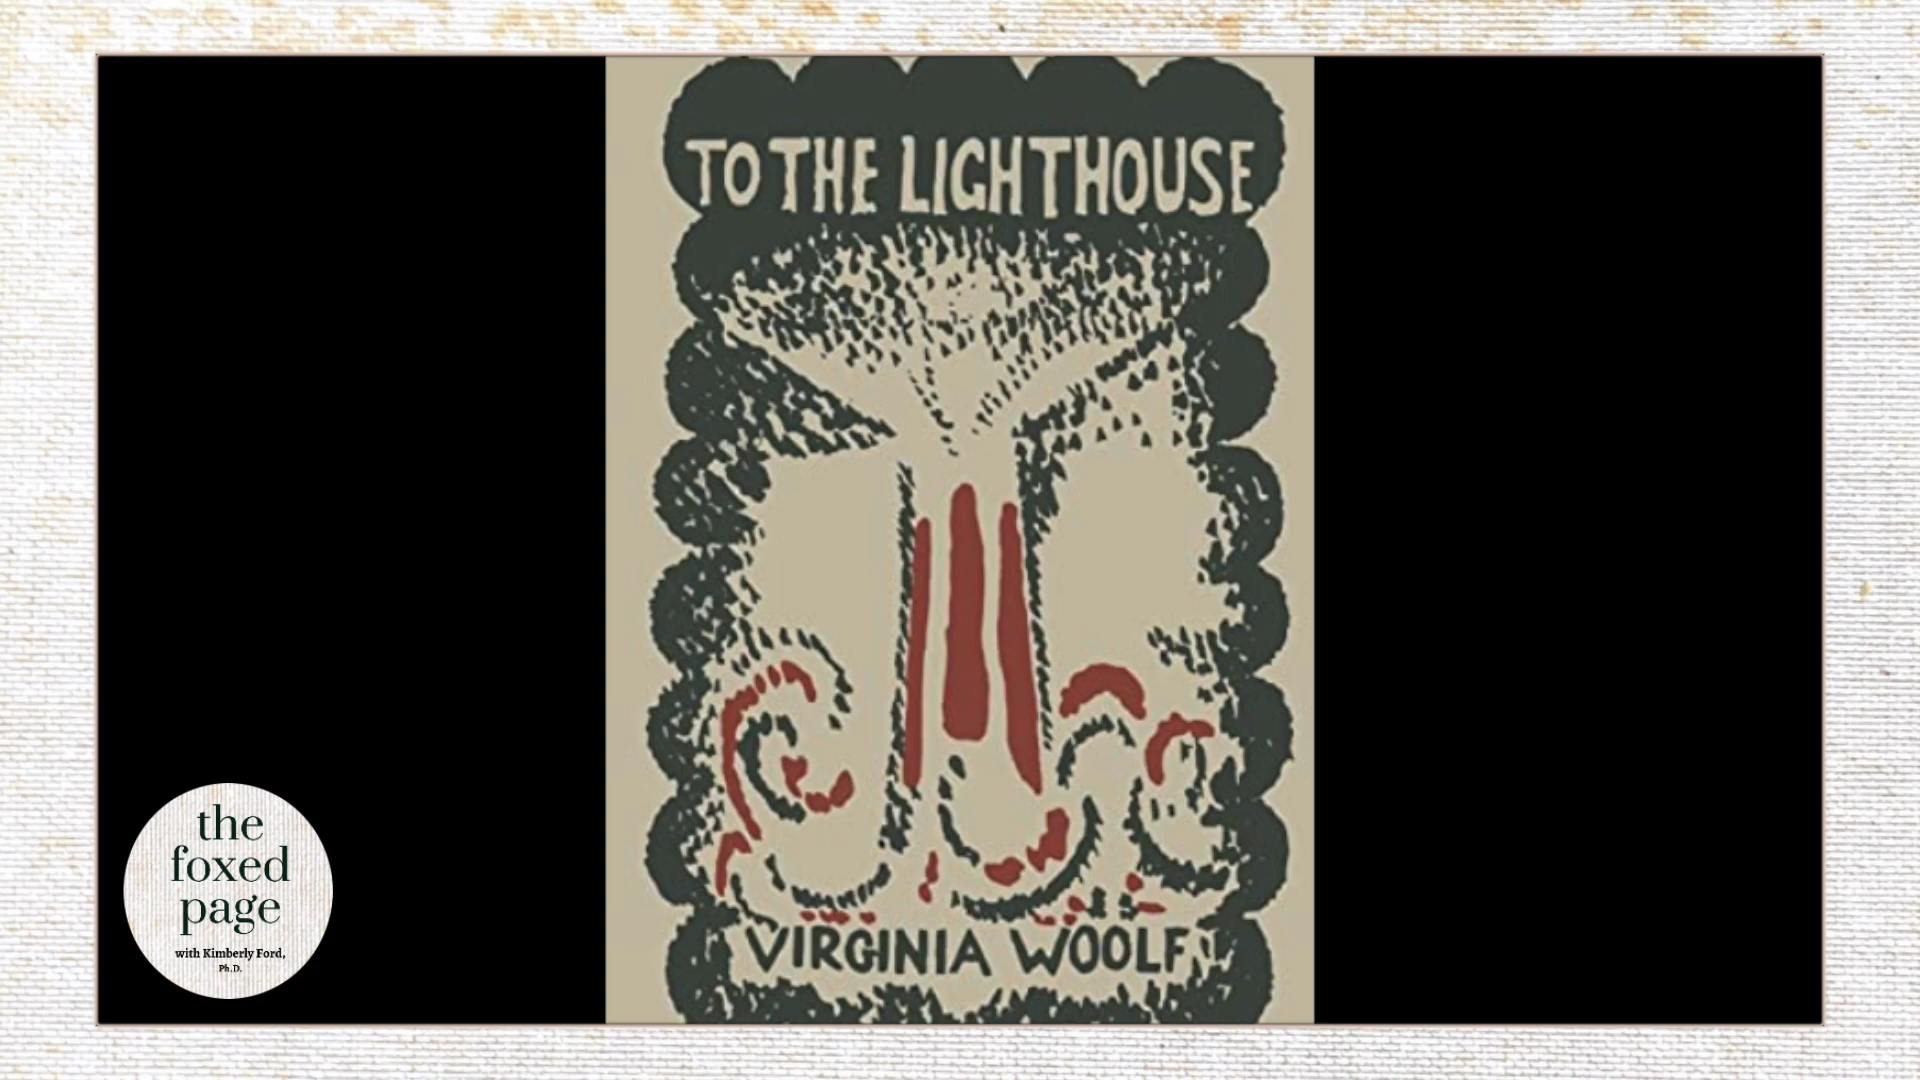 TO THE LIGHTHOUSE
VIRGINIA WOOLF
the
foxed
page
with Kimberly Ford,
Ph.D.